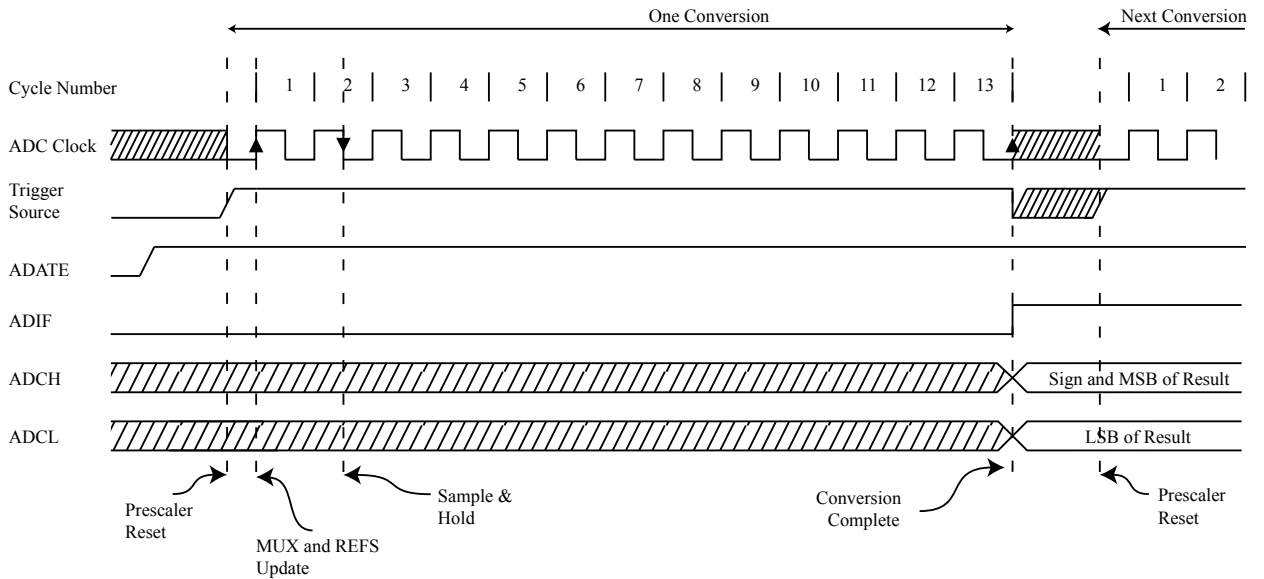 One Conversion
Next Conversion
Cycle Number
1 2 3 4 5 6 7 8 9 10 11 12 13 1 2
ADC Clock
Trigger
Source
ADATE
ADIF
ADCH
Sign and MSB of Result
ADCL
LSB of Result
Prescaler
Reset
MUX and REFS
Update
Sample &
Hold
Conversion
Complete
Prescaler
Reset